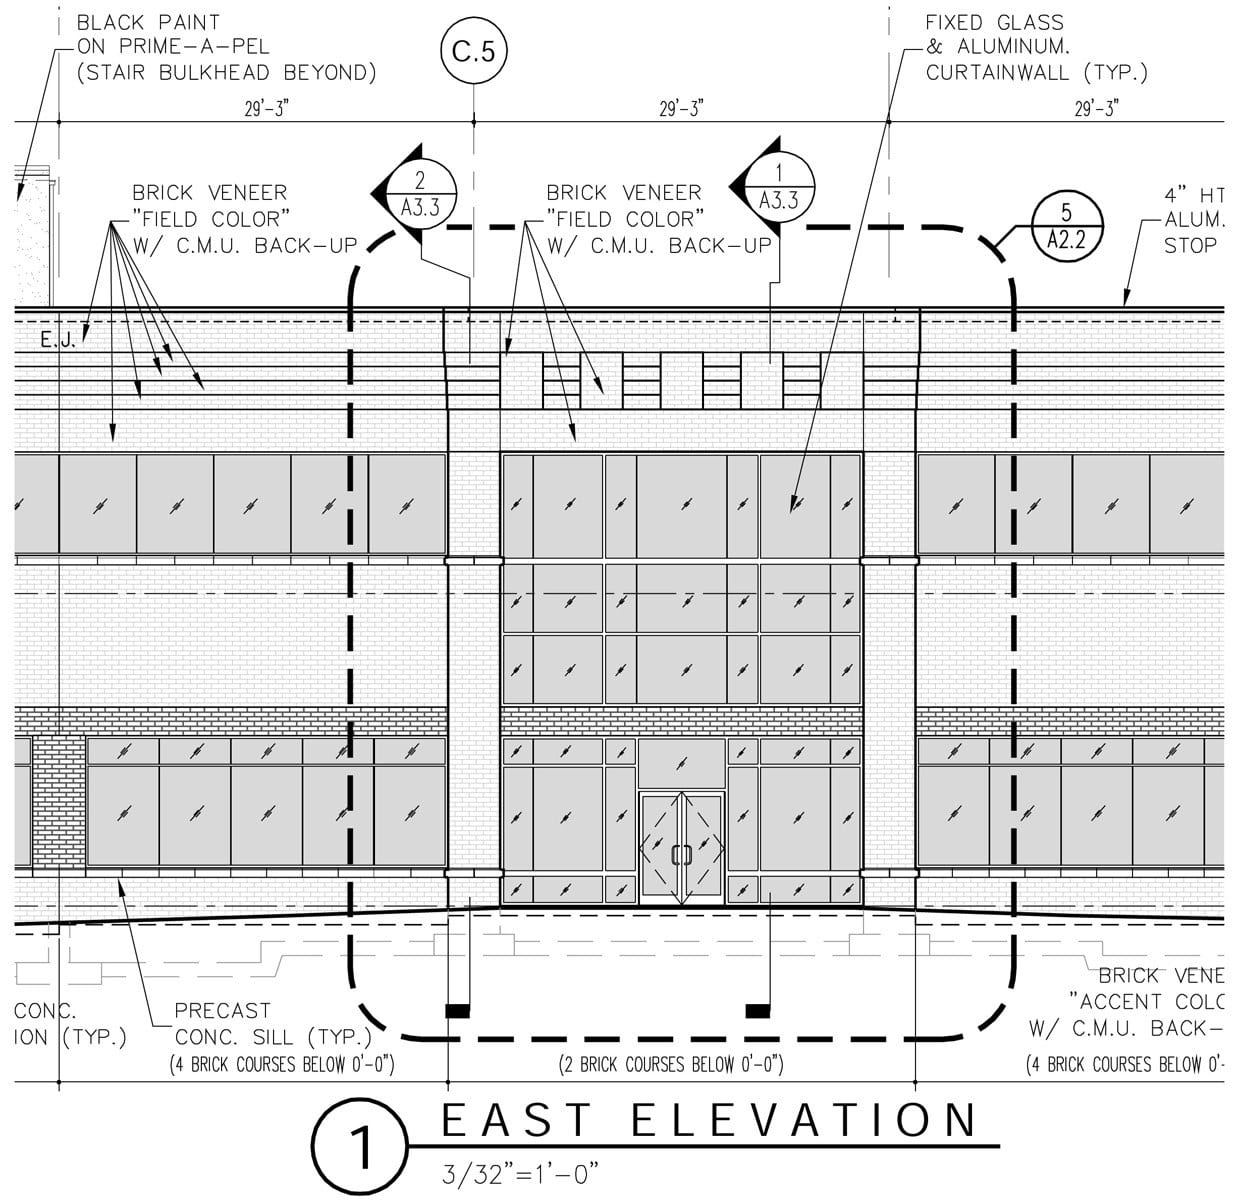 BLACK PAINT
ON PRIME-A-PEL
(STAIR BULKHEAD BEYOND)
C.5
FIXED GLASS
& ALUMINUM.
CURTAINWALL (TYP.)
29'-3"
29'-3"
29'-3"
BRICK VENEER
"FIELD COLOR"
W/ C.M.U. BACK-UP
2
A3.3
BRICK VENEER
"FIELD COLOR"
W/ C.M.U. BACK-UP
1
A3.3
5
A2.2
4" HT
ALUM.
STOP
E.J.
CONC.
ION (TYP.)
PRECAST
CONC. SILL (TYP.)
(4 BRICK COURSES BELOW 0'-0")
(2 BRICK COURSES BELOW 0'-0")
BRICK VENE
"ACCENT COLO
W/ C.M.U. BACK-
(4 BRICK COURSES BELOW 0'-
1
EAST ELEVATION
3/32"=1'-0"